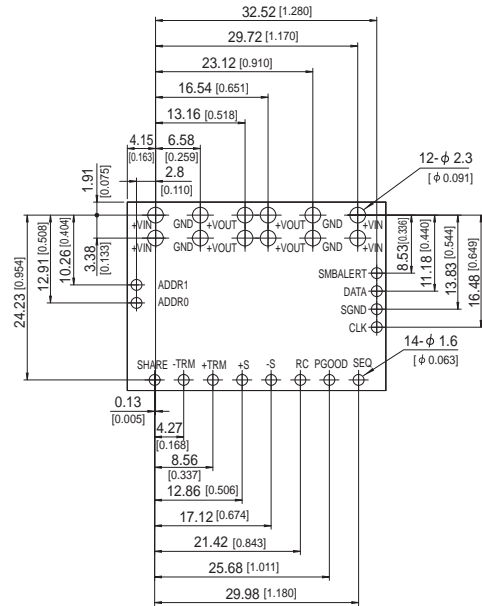 32.52 [1.280]
29.72 [1.170]
23.12 [0.910]
16.54 [0.651]
13.16 [0.518]
4.15 [0.163]
6.58 [0.259]
2.8 [0.110]
12-ϕ 2.3 [ϕ 0.091]
1.91 [0.075]
+VIN GND +VOUT +VOUT GND +VIN
+VIN GND +VOUT +VOUT GND +VIN
24.23 [0.954]
12.91 [0.508]
10.26 [0.404]
3.38 [0.133]
8.53 [0.336]
11.18 [0.440]
13.83 [0.544]
16.48 [0.649]
ADDR1
ADDR0
SMBALERT
DATA
SGND
CLK
14-ϕ 1.6 [ϕ 0.063]
SHARE -TRM +TRM +S -S RC PGOOD SEQ
0.13 [0.005]
4.27 [0.168]
8.56 [0.337]
12.86 [0.506]
17.12 [0.674]
21.42 [0.843]
25.68 [1.011]
29.98 [1.180]